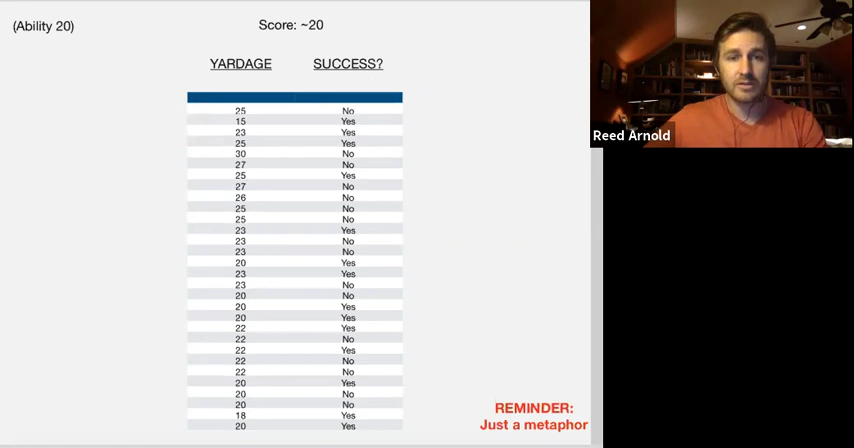 (Ability 20)
Score: ~20
YARDAGE SUCCESS?
25 No
15 Yes
23 Yes
25 Yes
30 No
27 No
25 Yes
27 No
26 No
25 No
25 No
23 Yes
23 No
23 No
20 Yes
23 Yes
23 No
20 No
20 Yes
20 Yes
22 Yes
22 No
22 Yes
22 No
22 No
20 Yes
20 No
20 No
18 Yes
20 Yes
REMINDER:
Just a metaphor
Reed Arnold